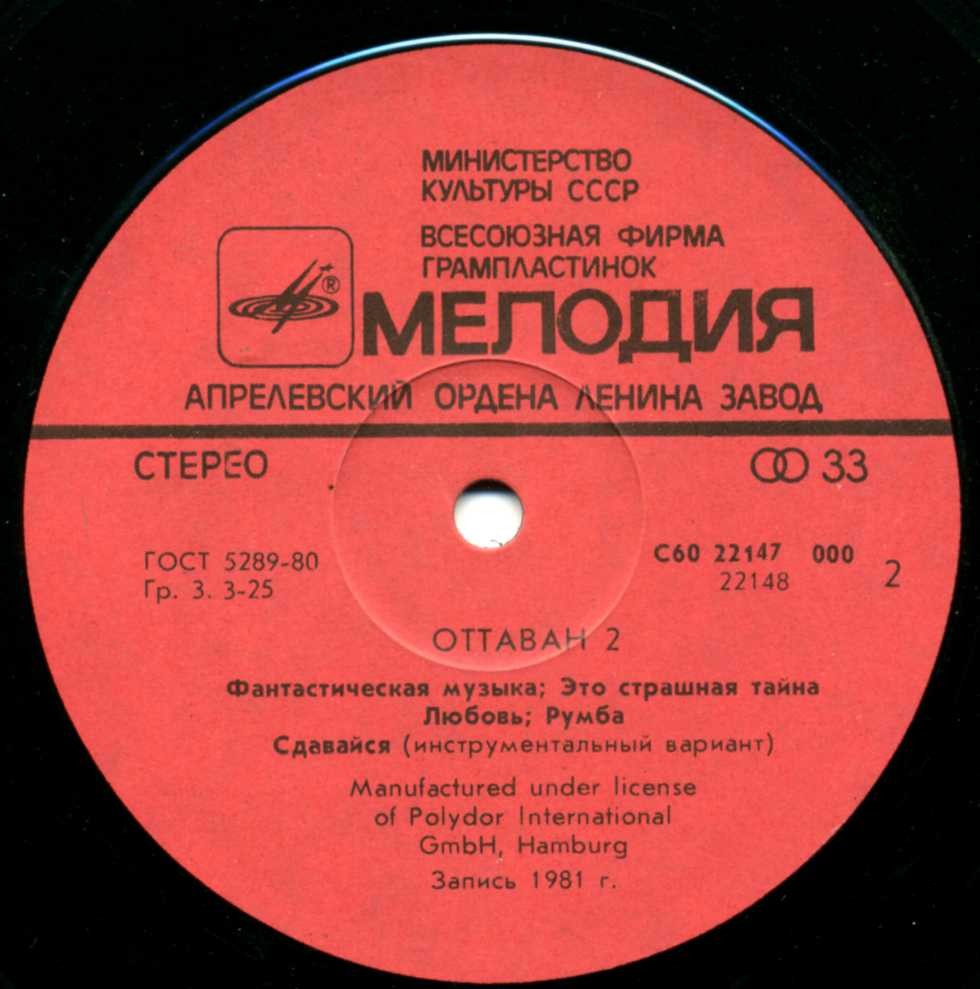 МИНИСТЕРСТВО
КУЛЬТУРЫ СССР
ВСЕСОЮЗНАЯ ФИРМА
ГРАМПЛАСТИНОК
®
МЕЛОДИЯ
АПРЕЛЕВСКИЙ ОРДЕНА ЛЕНИНА ЗАВОД
СТЕРЕО 33
ГОСТ 5289-80
Гр. 3. 3-25
С60 22147 000
22148 2
ОТТАВАН 2
Фантастическая музыка; Это страшная тайна
Любовь; Румба
Сдавайся (инструментальный вариант)
Manufactured under license
of Polydor International
GmbH, Hamburg
Запись 1981 г.